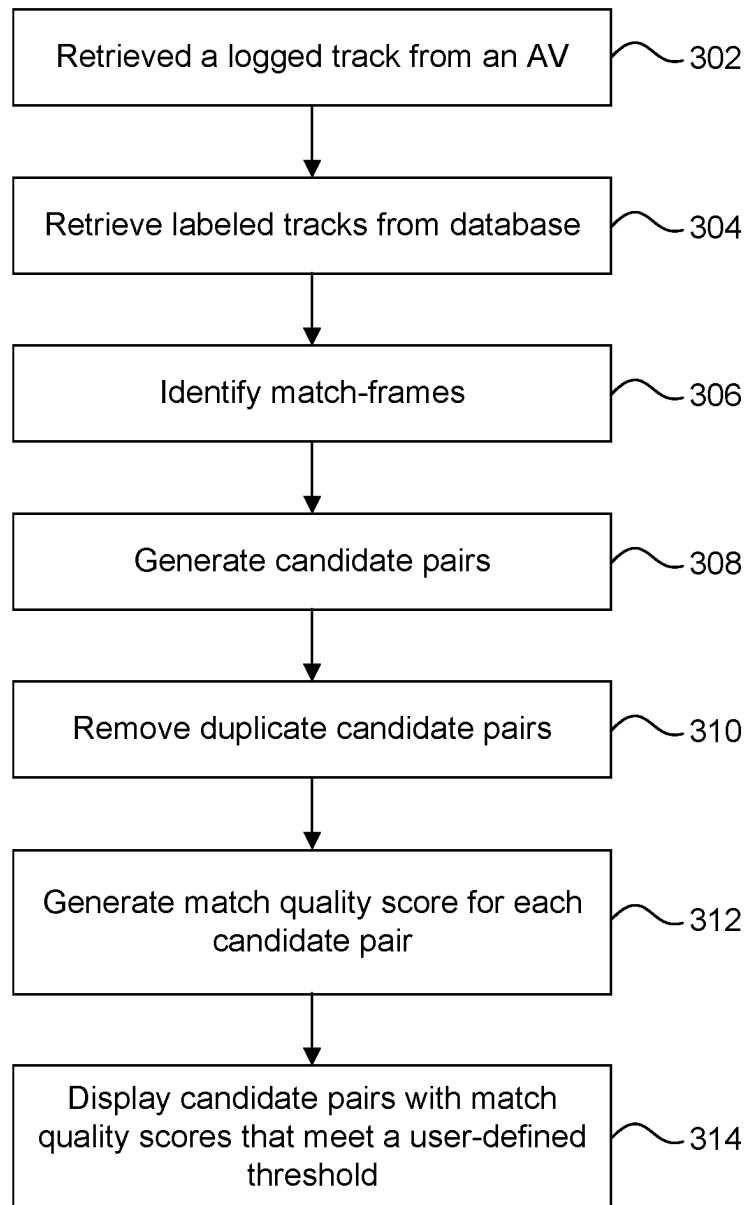 Retrieved a logged track from an AV
302
Retrieve labeled tracks from database
304
Identify match-frames
306
Generate candidate pairs
308
Remove duplicate candidate pairs
310
Generate match quality score for each
candidate pair
312
Display candidate pairs with match
quality scores that meet a user-defined
threshold
314